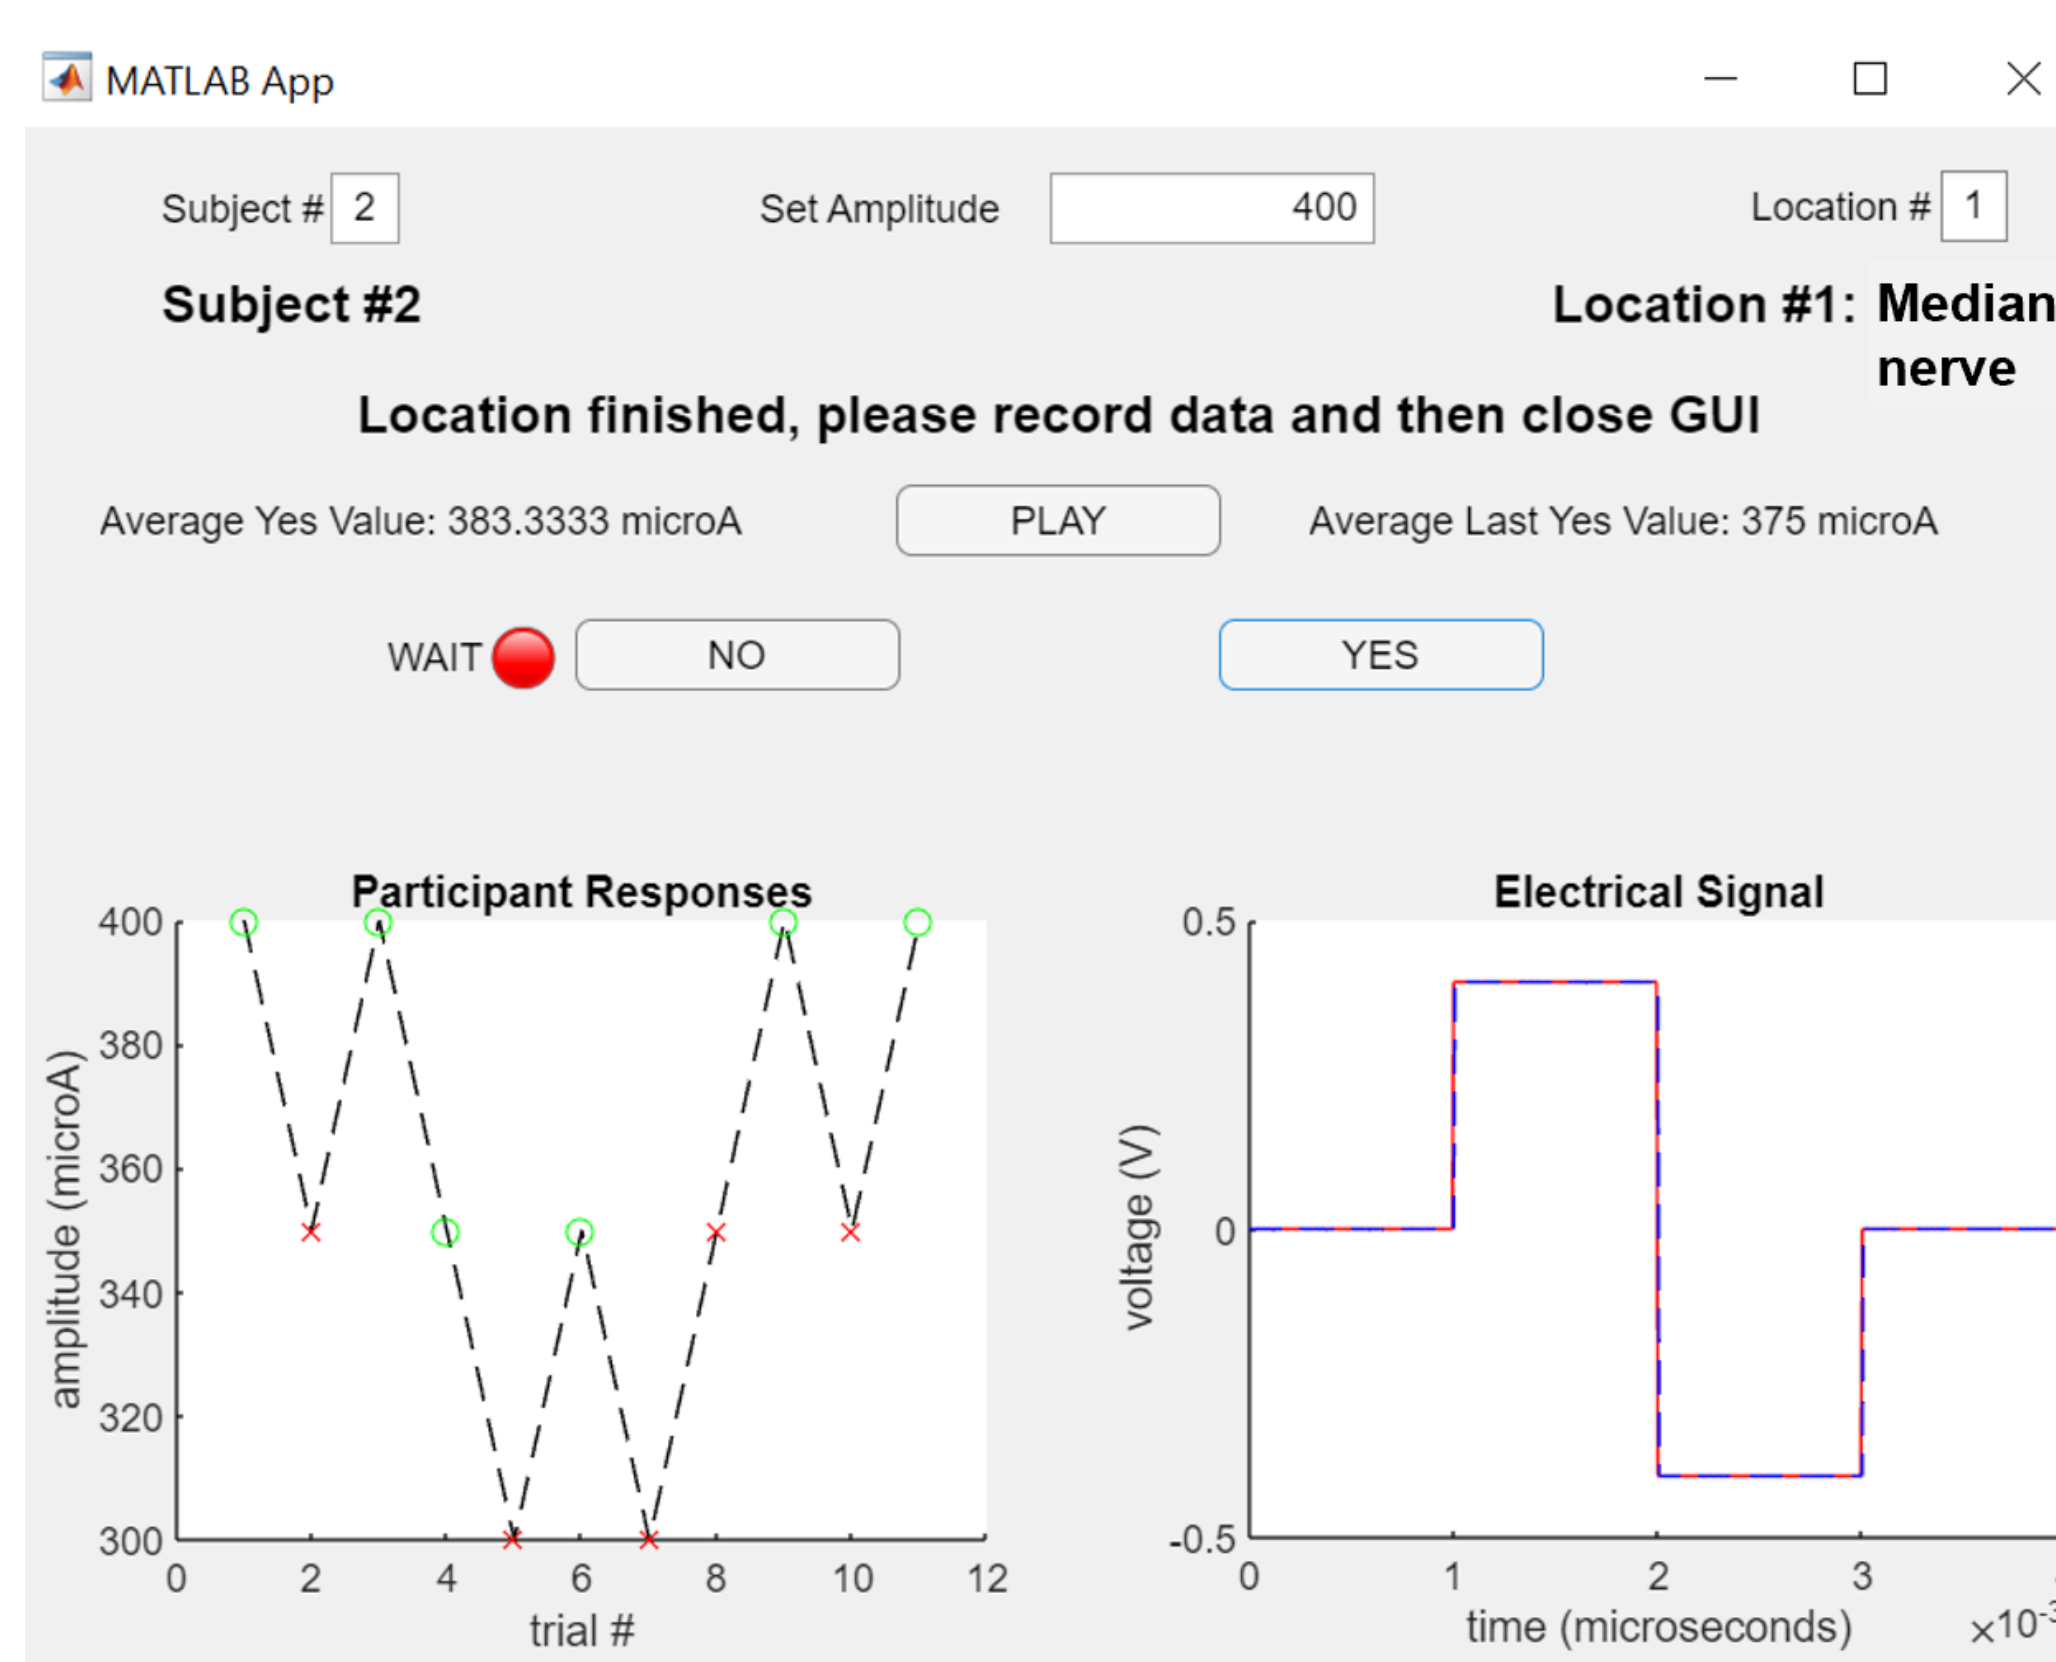 MATLAB App
Subject # 2
Set Amplitude 400
Location # 1
Subject #2
Location #1: Median
nerve
Location finished, please record data and then close GUI
Average Yes Value: 383.3333 microA
PLAY
Average Last Yes Value: 375 microA
WAIT
NO
YES
Participant Responses
400
380
360
340
320
300
0 2 4 6 8 10 12
amplitude (microA)
trial #
Electrical Signal
0.5
0
-0.5
0 1 2 3
voltage (V)
time (microseconds)
×10⁻³